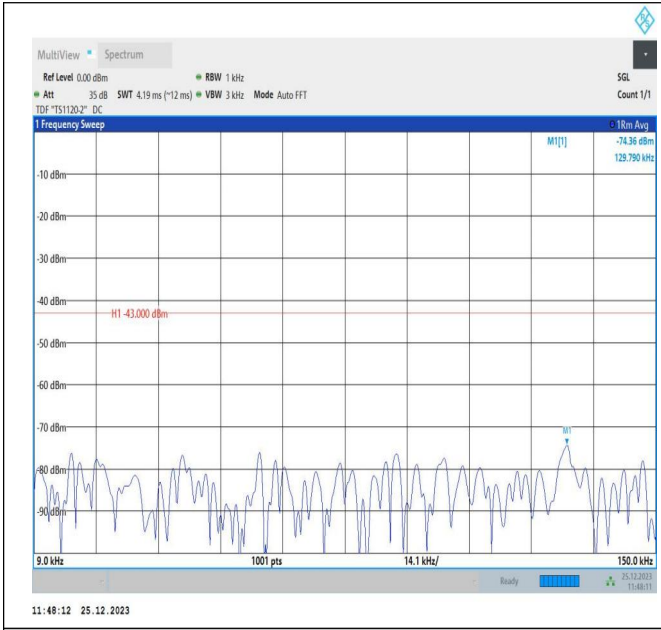 MultiView Spectrum
Ref Level 0.00 dBm RBW 1 kHz SGL
Att 35 dB SWT 4.19 ms (~12 ms) VBW 3 kHz Mode Auto FFT Count 1/1
TDF "TS1120-2" DC
1 Frequency Sweep 1Rm Avg
M1[1] -74.36 dBm
129.790 kHz
-10 dBm
-20 dBm
-30 dBm
-40 dBm
H1 -43.000 dBm
-50 dBm
-60 dBm
-70 dBm
M1
-80 dBm
-90 dBm
9.0 kHz 1001 pts 14.1 kHz/ 150.0 kHz
Ready 25.12.2023
11:48:11
11:48:12 25.12.2023